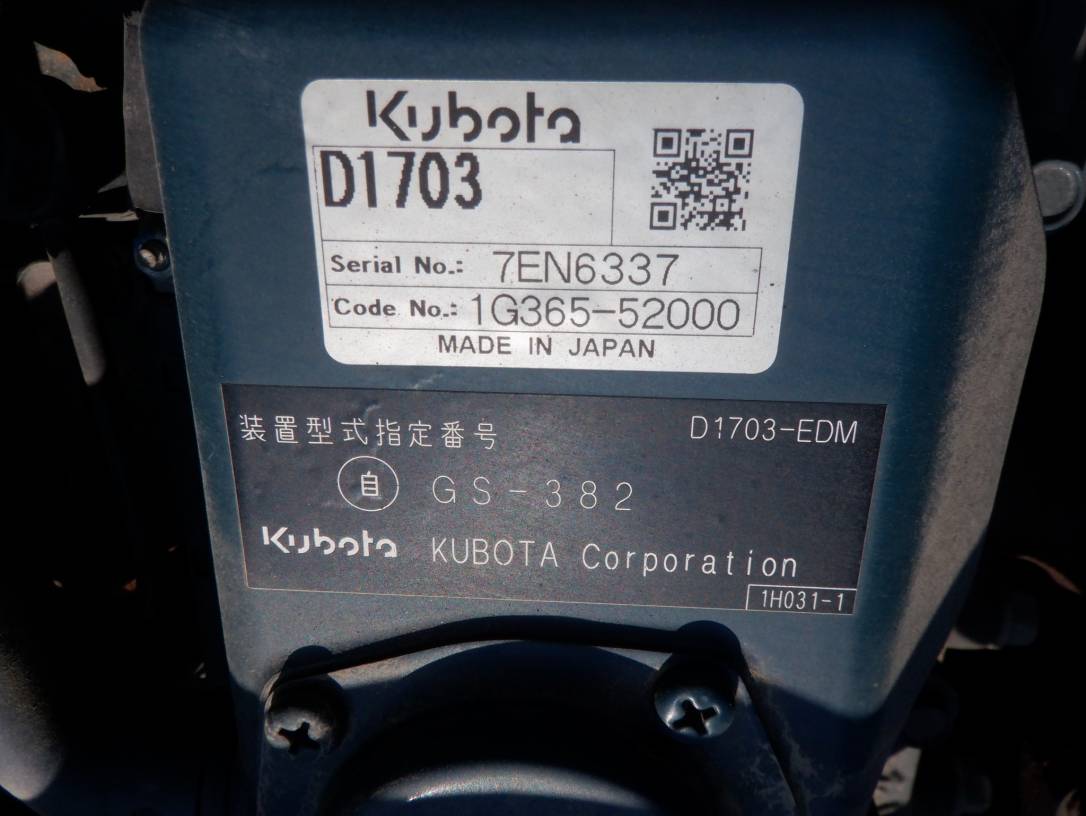 Kubota
D1703
Serial No.: 7EN6337
Code No.: 1G365-52000
MADE IN JAPAN
装置型式指定番号 D1703-EDM
自 GS-382
Kubota KUBOTA Corporation
1H031-1